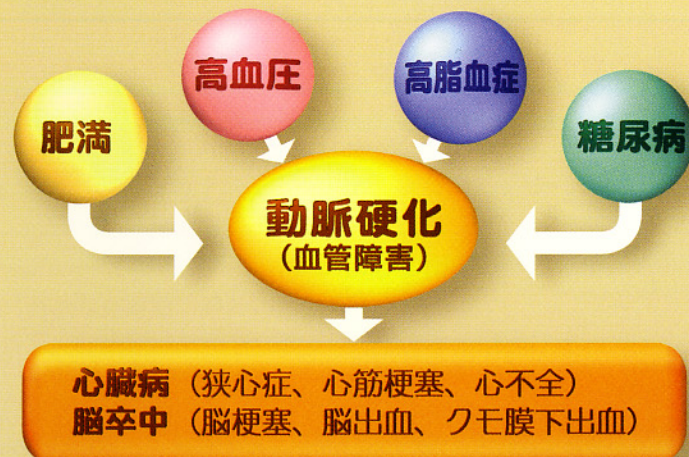 肥満
高血圧
高脂血症
糖尿病
動脈硬化
（血管障害）
心臓病（狭心症、心筋梗塞、心不全）
脳卒中（脳梗塞、脳出血、クモ膜下出血）